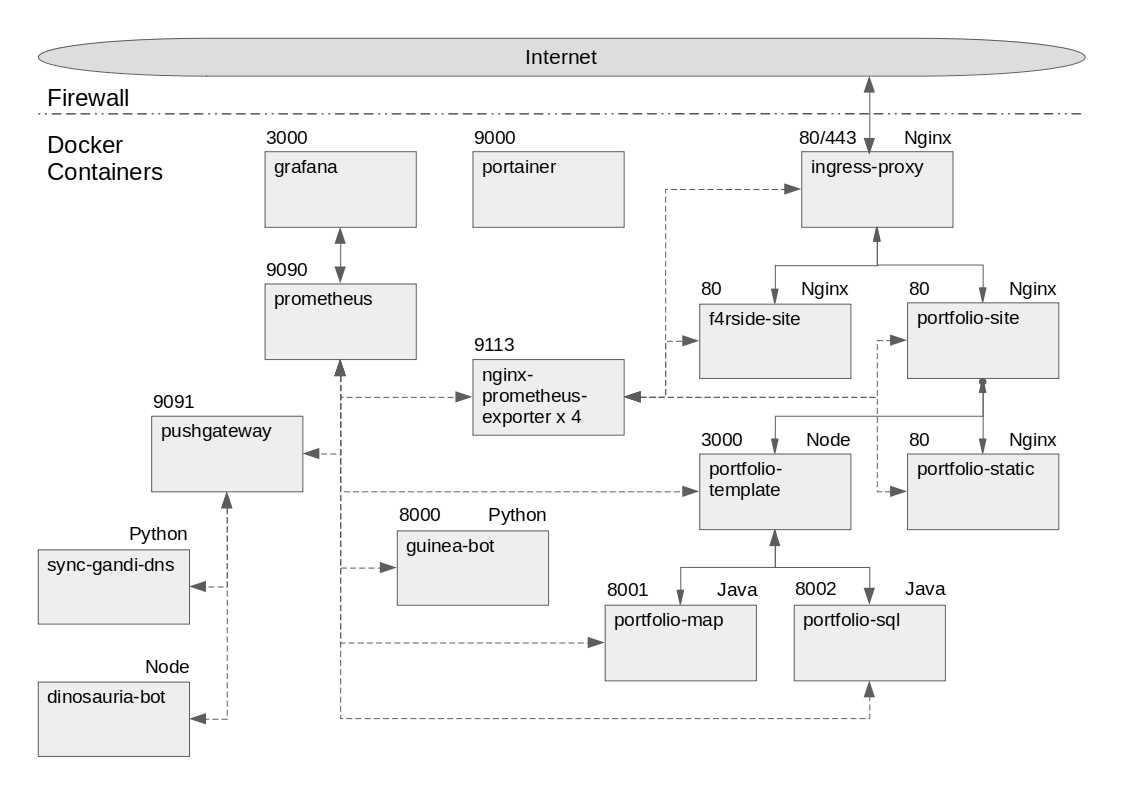 Internet
Firewall
Docker
Containers
3000
grafana
9000
portainer
80/443 Nginx
ingress-proxy
9090
prometheus
80 Nginx
f4rside-site
80 Nginx
portfolio-site
9113
nginx-
prometheus-
exporter x 4
9091
pushgateway
3000 Node
portfolio-
template
80 Nginx
portfolio-static
Python
sync-gandi-dns
8000 Python
guinea-bot
8001 Java
portfolio-map
8002 Java
portfolio-sql
Node
dinosauria-bot